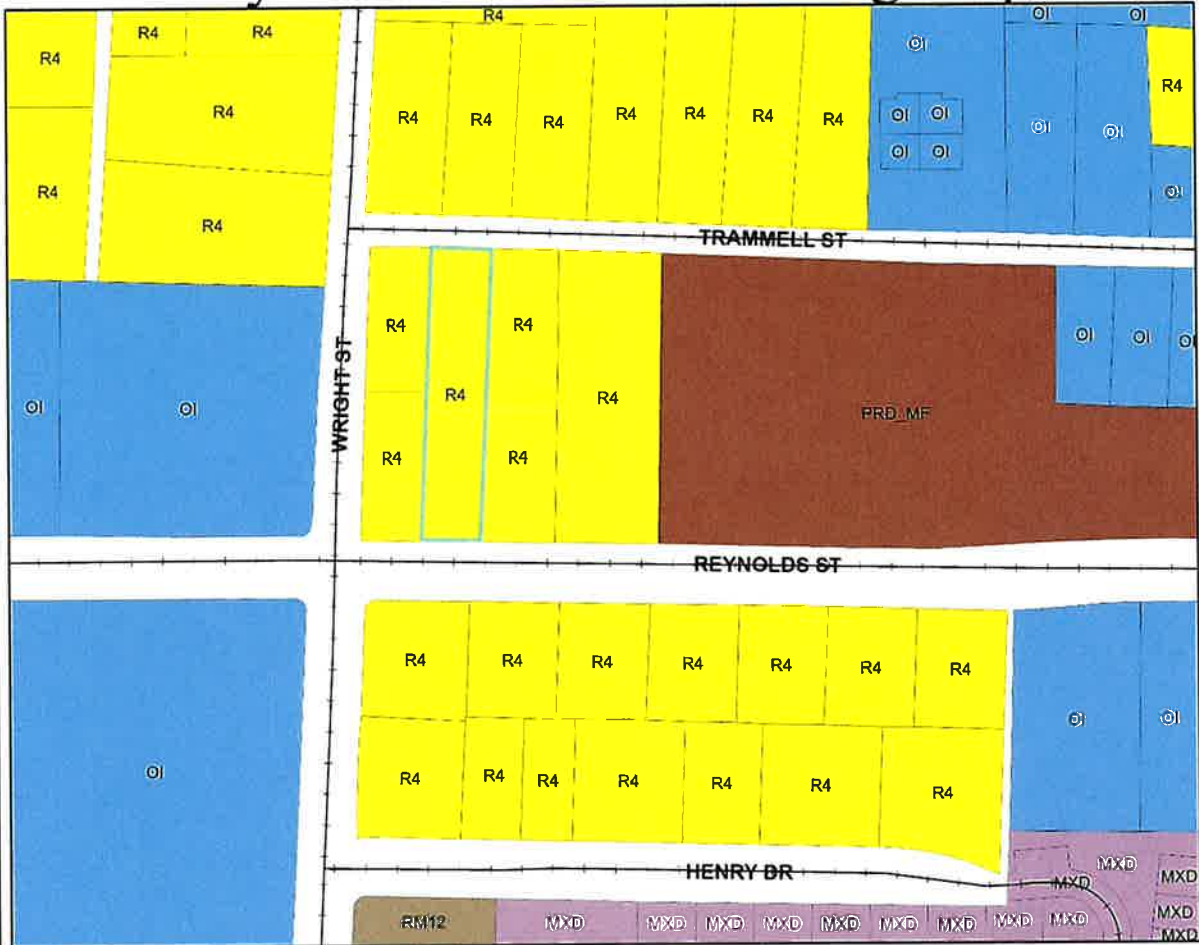 R4
R4 R4 R4 OI OI OI
R4
R4
R4
R4 R4 R4 R4 R4 R4 R4 OI OI OI OI
OI OI
R4
R4
OI
TRAMMELL ST
R4 R4 OI OI OI
WRIGHT ST
R4 R4
OI OI PRD_MF
R4 R4
REYNOLDS ST
R4 R4 R4 R4 R4 R4 R4
OI OI
OI
R4 R4 R4 R4 R4 R4 R4
HENRY DR
MXD
MXD MXD
RM12 MXD MXD MXD MXD MXD MXD MXD MXD MXD MXD
MXD